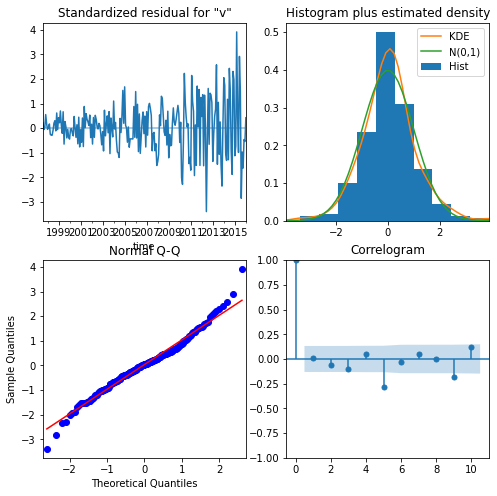 Standardized residual for "v"
4
3
2
1
0
−1
−2
−3
1999 2001 2003 2005 2007 2009 2011 2013 2015
time
Histogram plus estimated density
KDE
N(0,1)
Hist
0.5
0.4
0.3
0.2
0.1
0.0
−2 0 2
Normal Q-Q
Sample Quantiles
4
3
2
1
0
−1
−2
−3
−2 −1 0 1 2
Theoretical Quantiles
Correlogram
1.00
0.75
0.50
0.25
0.00
−0.25
−0.50
−0.75
−1.00
0 2 4 6 8 10